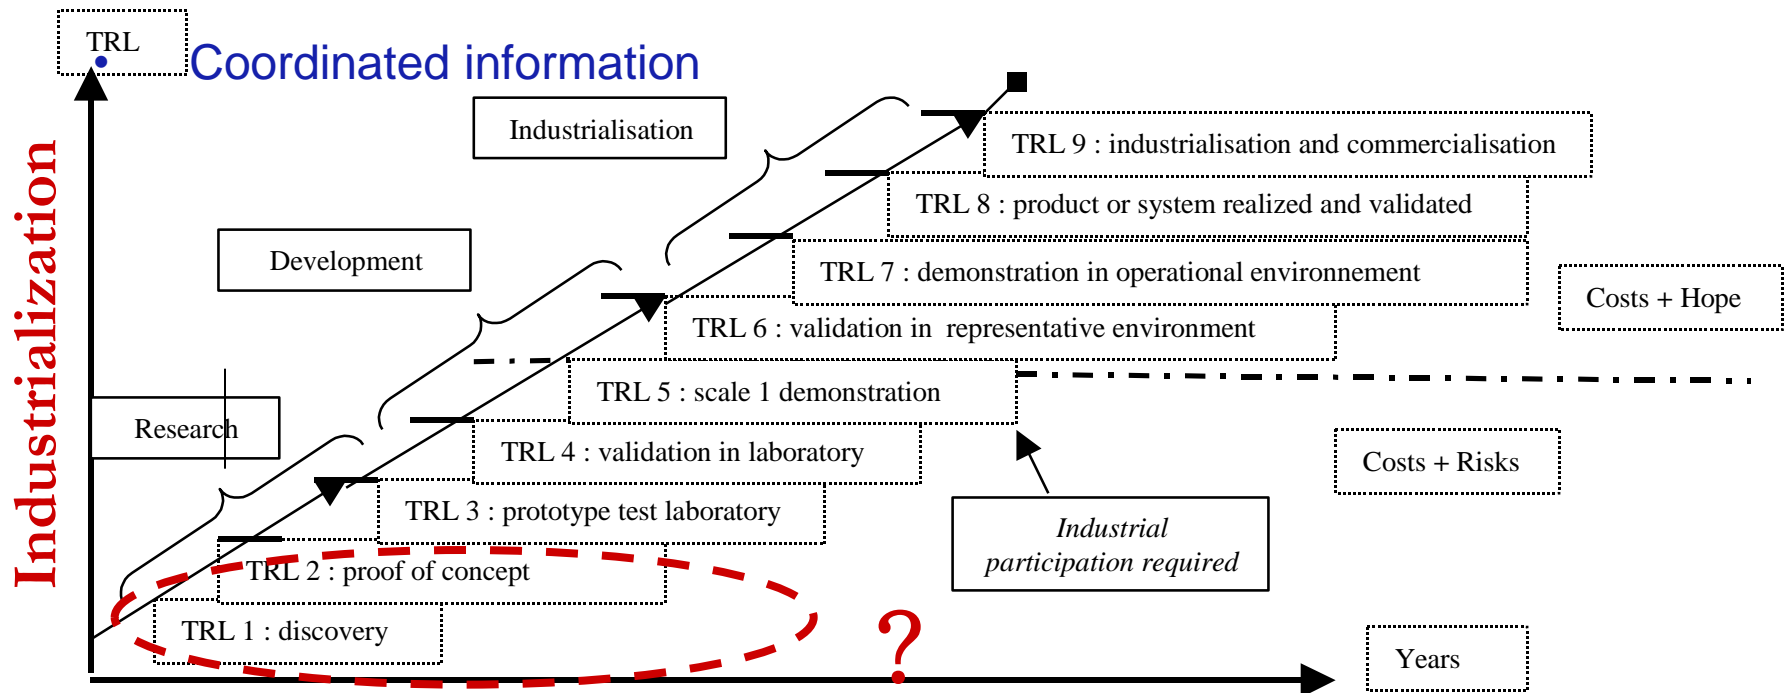 TRL
• Coordinated information
Industrialization
Industrialisation
TRL 9 : industrialisation and commercialisation
TRL 8 : product or system realized and validated
Development
TRL 7 : demonstration in operational environnement
Costs + Hope
TRL 6 : validation in representative environment
TRL 5 : scale 1 demonstration
Research
TRL 4 : validation in laboratory
Costs + Risks
TRL 3 : prototype test laboratory
Industrial
participation required
TRL 2 : proof of concept
TRL 1 : discovery
?
Years